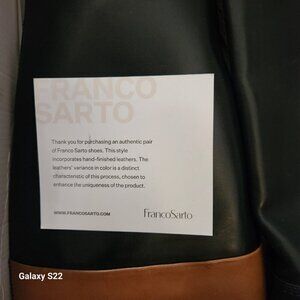 FRANCO
SARTO
Thank you for purchasing an authentic pair
of Franco Sarto shoes. This style
incorporates hand-finished leathers. The
leathers' variance in color is a distinct
characteristic of this process, chosen to
enhance the uniqueness of the product.
WWW.FRANCOSARTO.COM
FrancoSarto
Galaxy S22